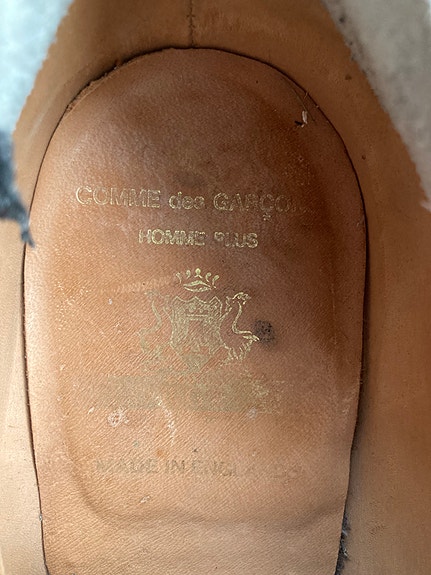 COMME des GARÇON
HOMME PLUS
MADE IN ENGLAND